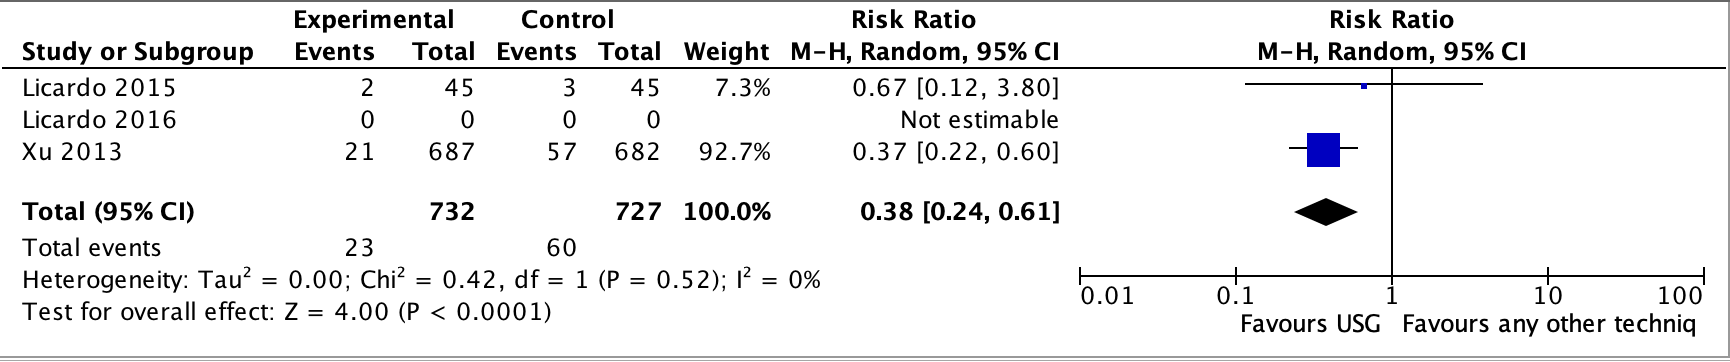 Experimental Control Risk Ratio Risk Ratio
Study or Subgroup Events Total Events Total Weight M-H, Random, 95% CI M-H, Random, 95% CI
Licardo 2015 2 45 3 45 7.3% 0.67 [0.12, 3.80]
Licardo 2016 0 0 0 0 Not estimable
Xu 2013 21 687 57 682 92.7% 0.37 [0.22, 0.60]
Total (95% CI) 732 727 100.0% 0.38 [0.24, 0.61]
Total events 23 60
Heterogeneity: Tau² = 0.00; Chi² = 0.42, df = 1 (P = 0.52); I² = 0%
Test for overall effect: Z = 4.00 (P < 0.0001)
0.01 0.1 1 10 100
Favours USG Favours any other techniq